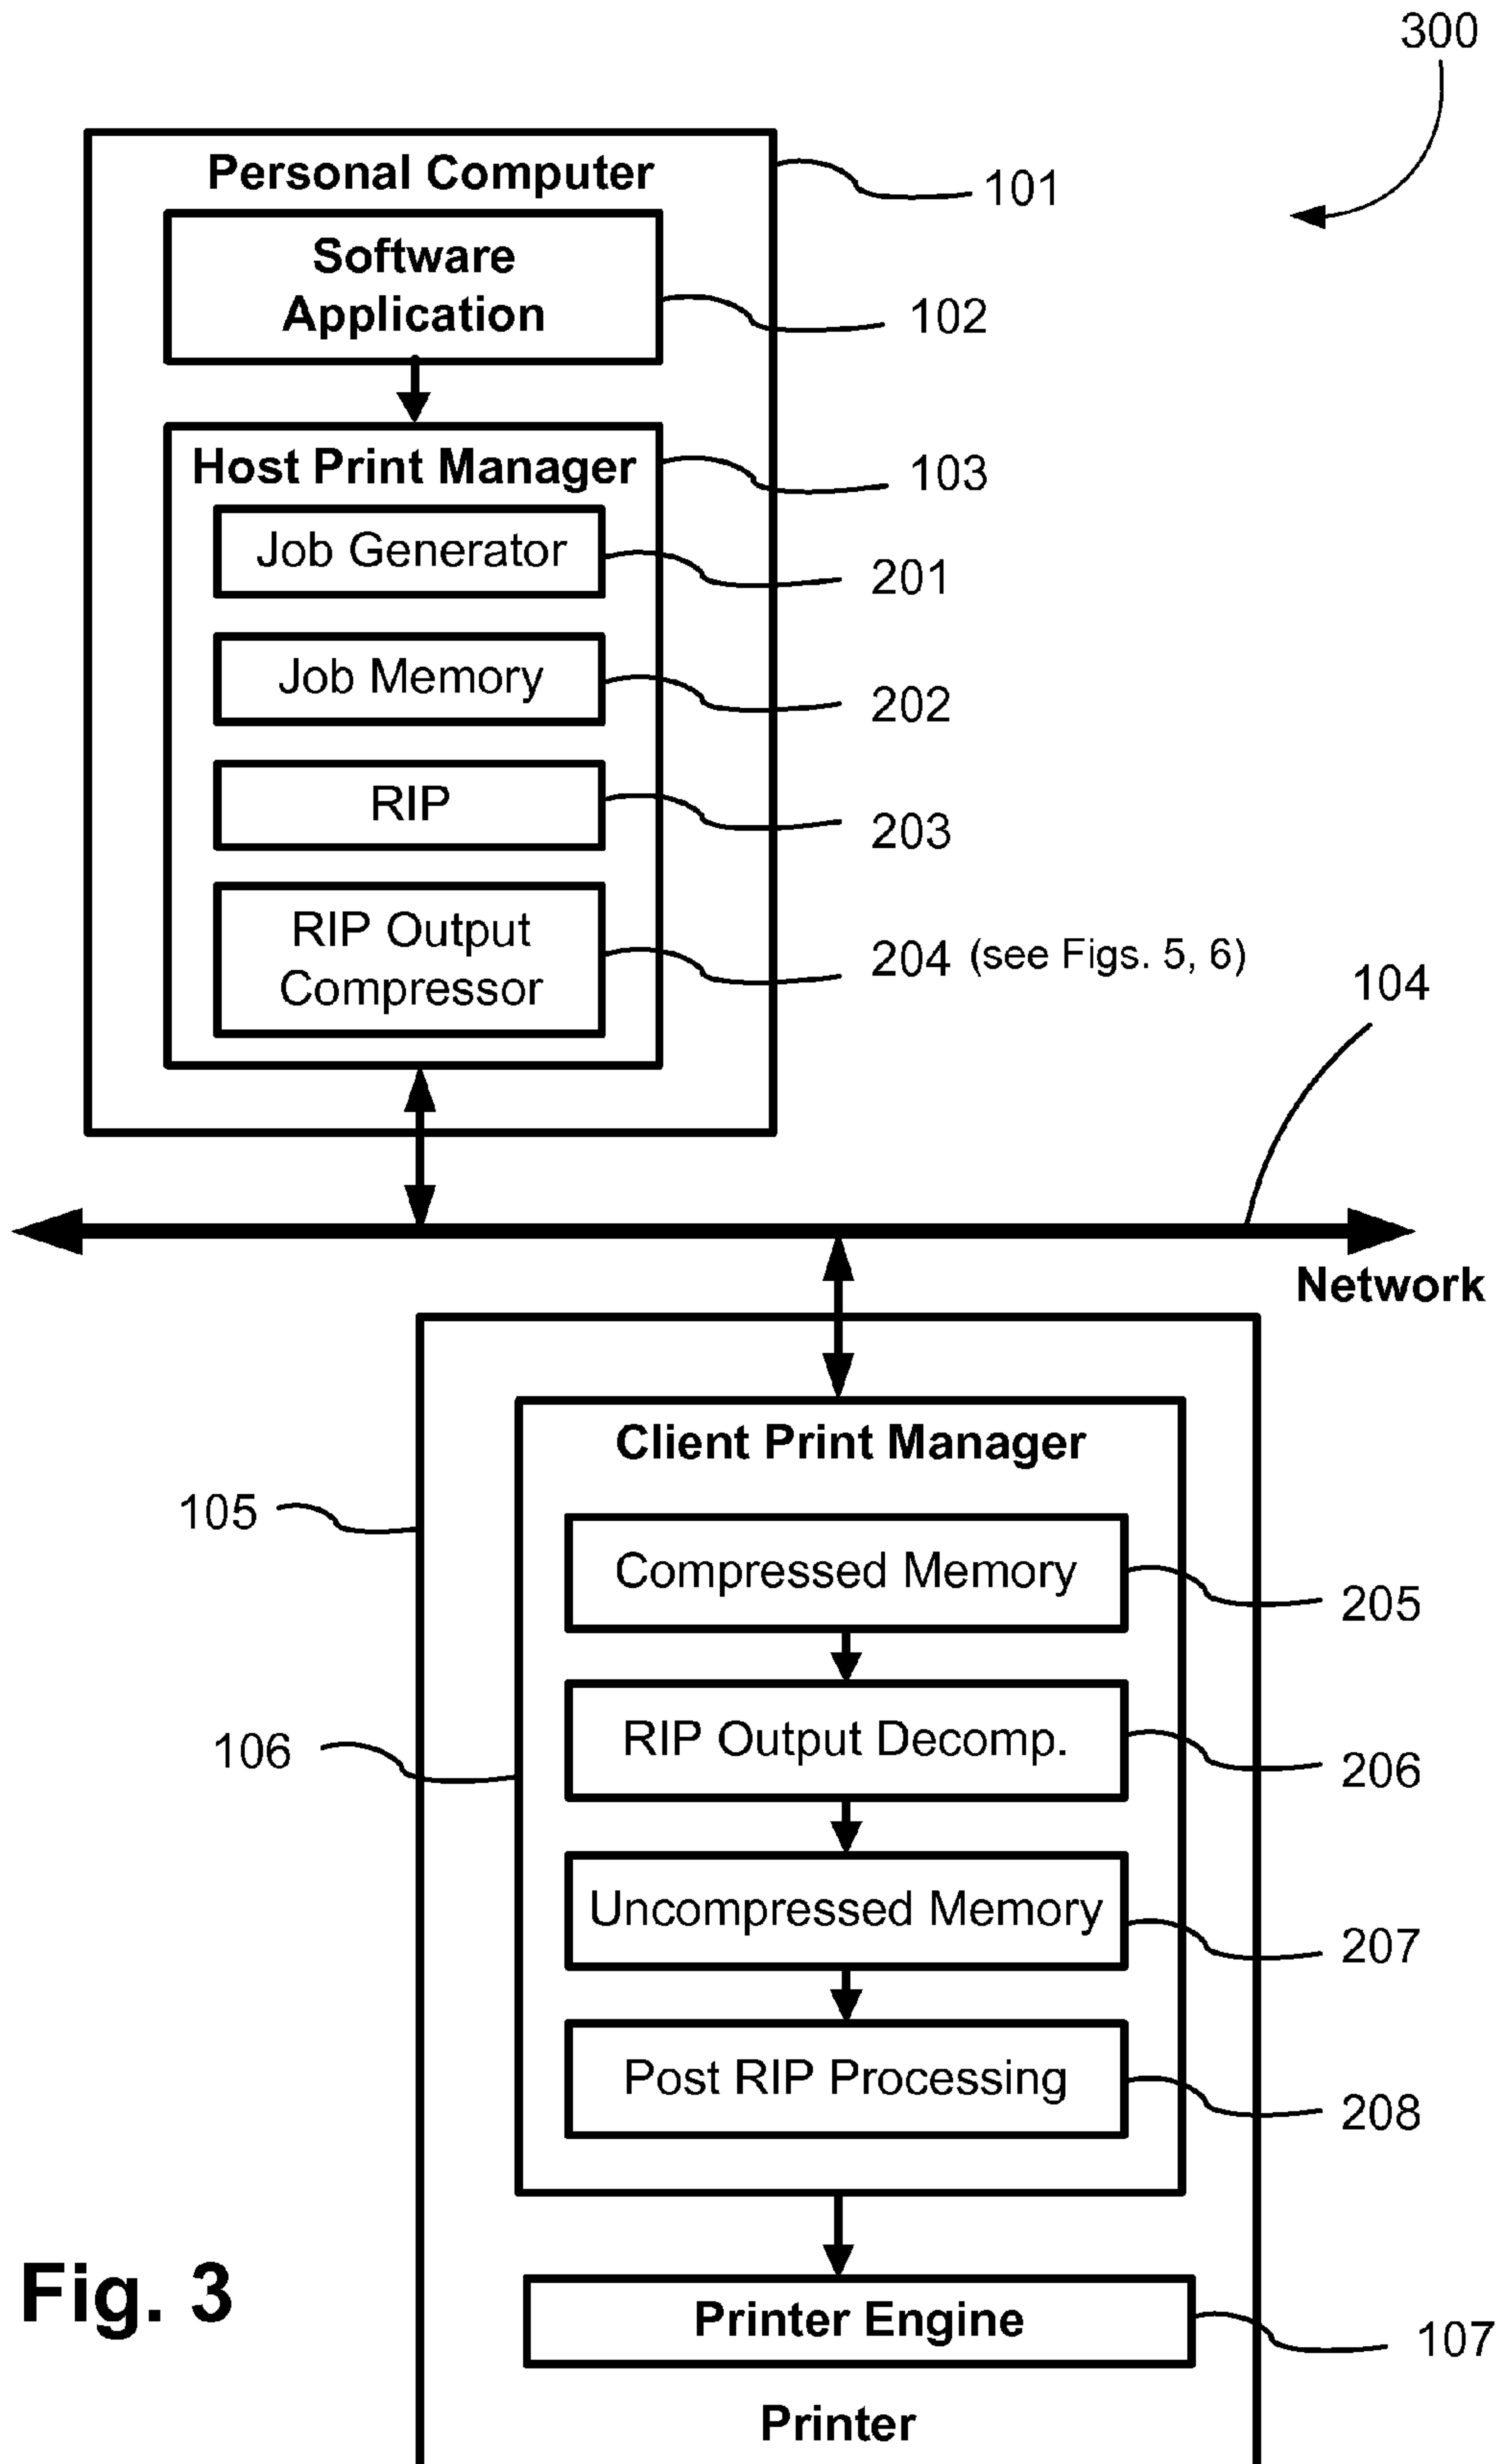 300
Personal Computer
101
Software
Application
102
Host Print Manager
103
Job Generator
201
Job Memory
202
RIP
203
RIP Output
Compressor
204 (see Figs. 5, 6)
104
Network
Client Print Manager
105
Compressed Memory
205
RIP Output Decomp.
106
206
Uncompressed Memory
207
Post RIP Processing
208
Fig. 3
Printer Engine
107
Printer